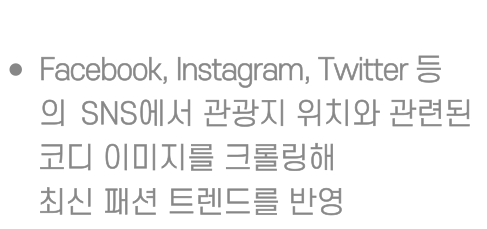 • Facebook, Instagram, Twitter 등
의 SNS에서 관광지 위치와 관련된
코디 이미지를 크롤링해
최신 패션 트렌드를 반영